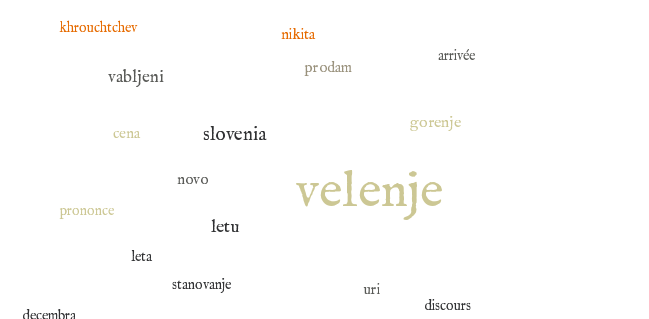 khrouchtchev
nikita
arrivée
prodam
vabljeni
gorenje
cena
slovenia
novo
velenje
prononce
letu
leta
stanovanje
uri
discours
decembra